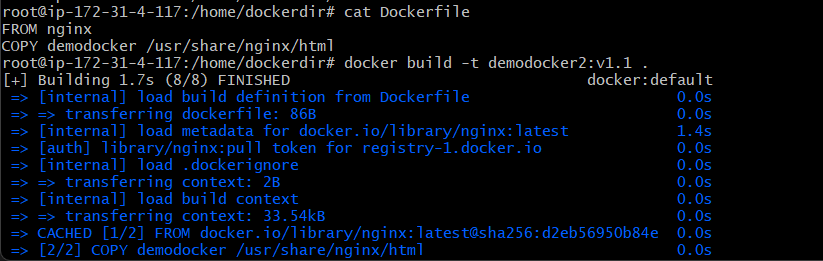 root@ip-172-31-4-117:/home/dockerdir# cat Dockerfile
FROM nginx
COPY demodocker /usr/share/nginx/html
root@ip-172-31-4-117:/home/dockerdir# docker build -t demodocker2:v1.1 .
[+] Building 1.7s (8/8) FINISHED docker:default
=> [internal] load build definition from Dockerfile 0.0s
=> => transferring dockerfile: 86B 0.0s
=> [internal] load metadata for docker.io/library/nginx:latest 1.4s
=> [auth] library/nginx:pull token for registry-1.docker.io 0.0s
=> [internal] load .dockerignore 0.0s
=> => transferring context: 2B 0.0s
=> [internal] load build context 0.0s
=> => transferring context: 33.54kB 0.0s
=> CACHED [1/2] FROM docker.io/library/nginx:latest@sha256:d2eb56950b84e 0.0s
=> [2/2] COPY demodocker /usr/share/nginx/html 0.0s